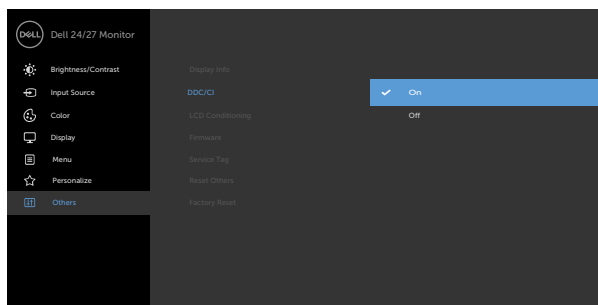 DELL Dell 24/27 Monitor
Brightness/Contrast
Input Source
Color
Display
Menu
Personalize
Others
Display Info
DDC/CI
LCD Conditioning
Firmware
Service Tag
Reset Others
Factory Reset
On
Off